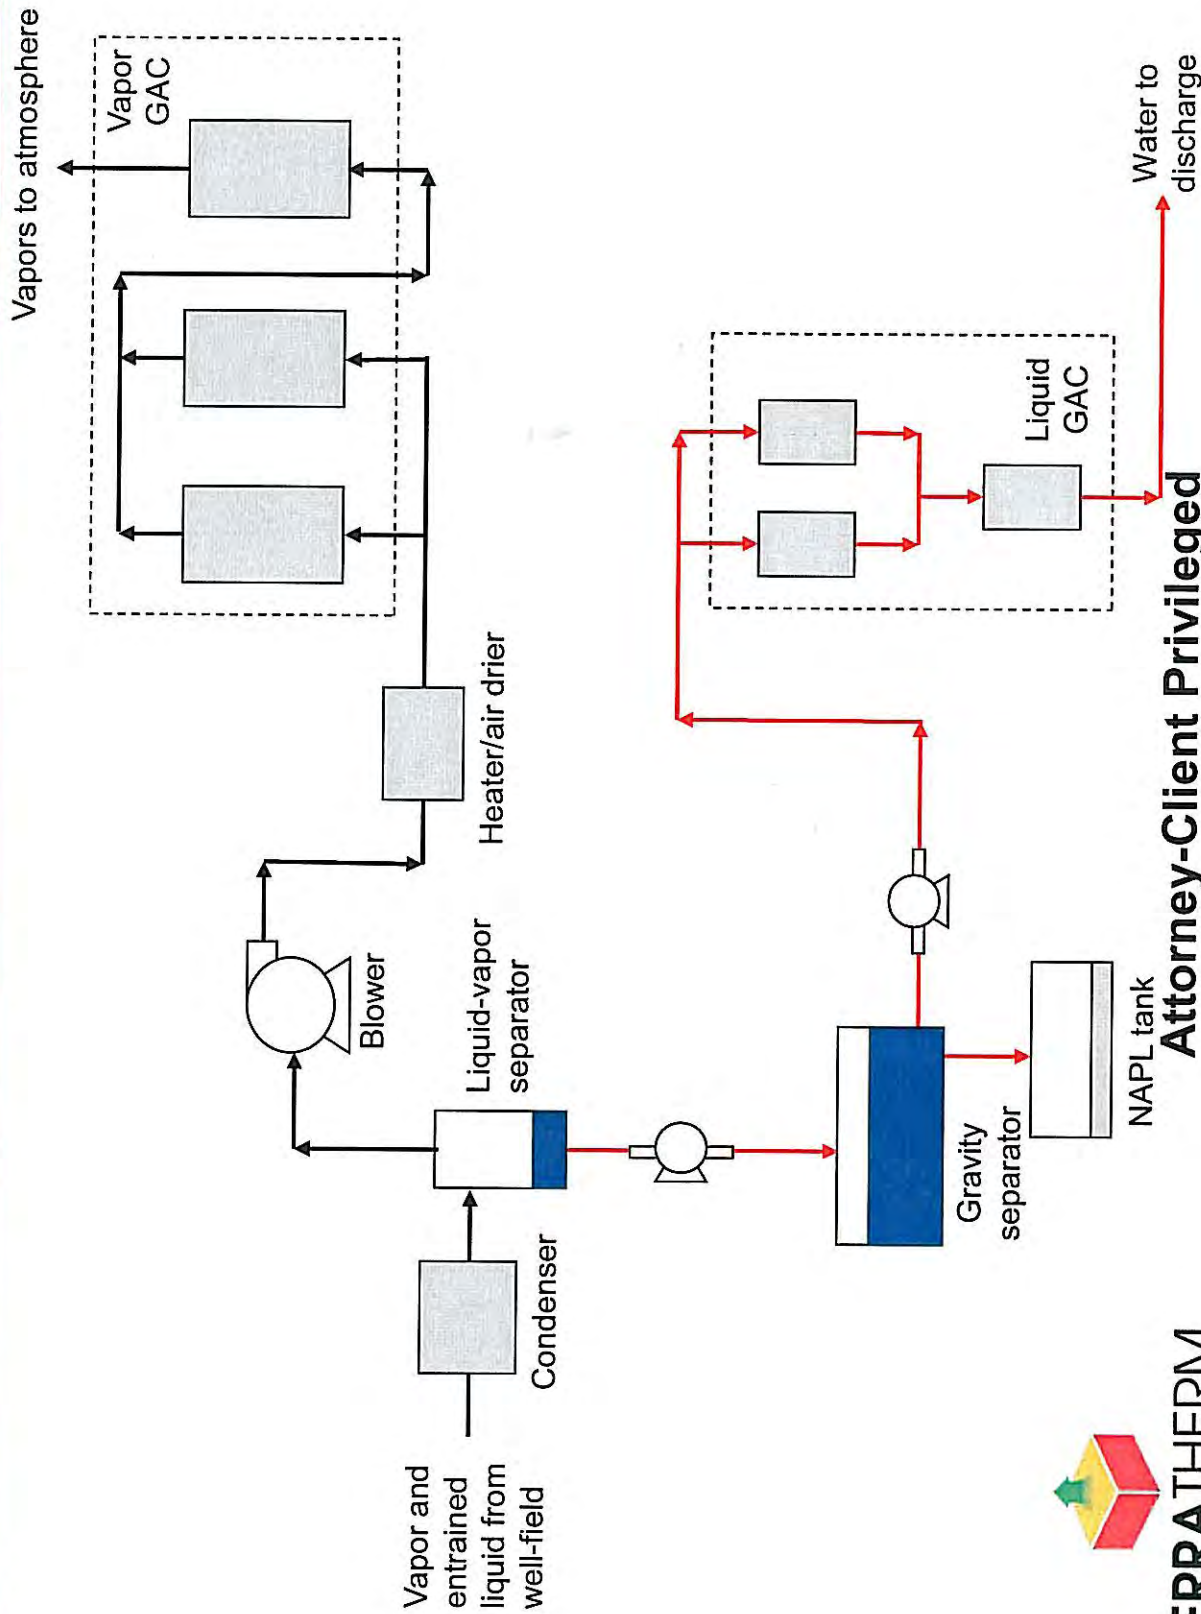 Vapors to atmosphere
Vapor
GAC
Heater/air drier
Blower
Liquid-vapor
separator
Condenser
Vapor and
entrained
liquid from
well-field
Gravity
separator
NAPL tank
Liquid
GAC
Water to
discharge
Attorney-Client Privileged
ERRATHERM